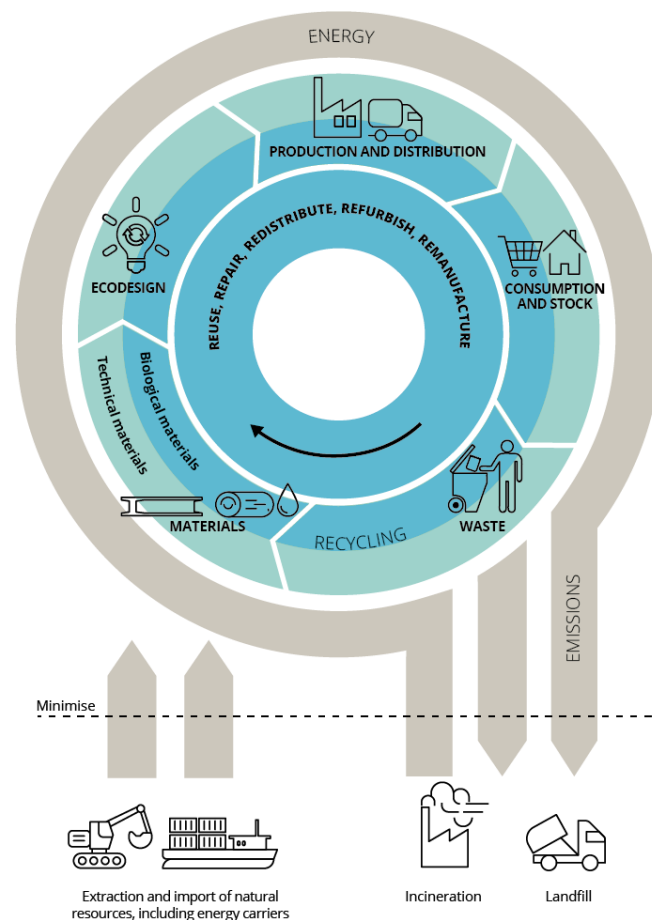 ENERGY
PRODUCTION AND DISTRIBUTION
REUSE, REPAIR, REDISTRIBUTE, REFURBISH, REMANUFACTURE
ECODESIGN
CONSUMPTION
AND STOCK
Technical materials
Biological materials
MATERIALS
WASTE
RECYCLING
EMISSIONS
Minimise
Extraction and import of natural
resources, including energy carriers
Incineration
Landfill